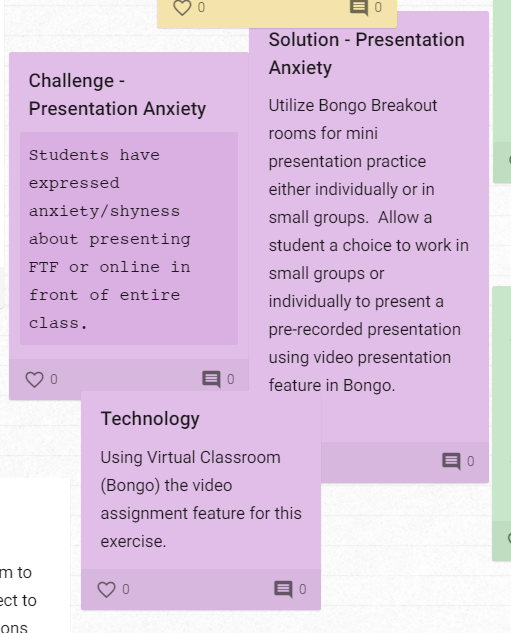 0 0
Challenge -
Presentation Anxiety
Students have
expressed
anxiety/shyness
about presenting
FTF or online in
front of entire
class.
0 0
Solution - Presentation
Anxiety
Utilize Bongo Breakout
rooms for mini
presentation practice
either individually or in
small groups.  Allow a
student a choice to work in
small groups or
individually to present a
pre-recorded presentation
using video presentation
feature in Bongo.
0
Technology
Using Virtual Classroom
(Bongo) the video
assignment feature for this
exercise.
0 0
m to
ect to
ons